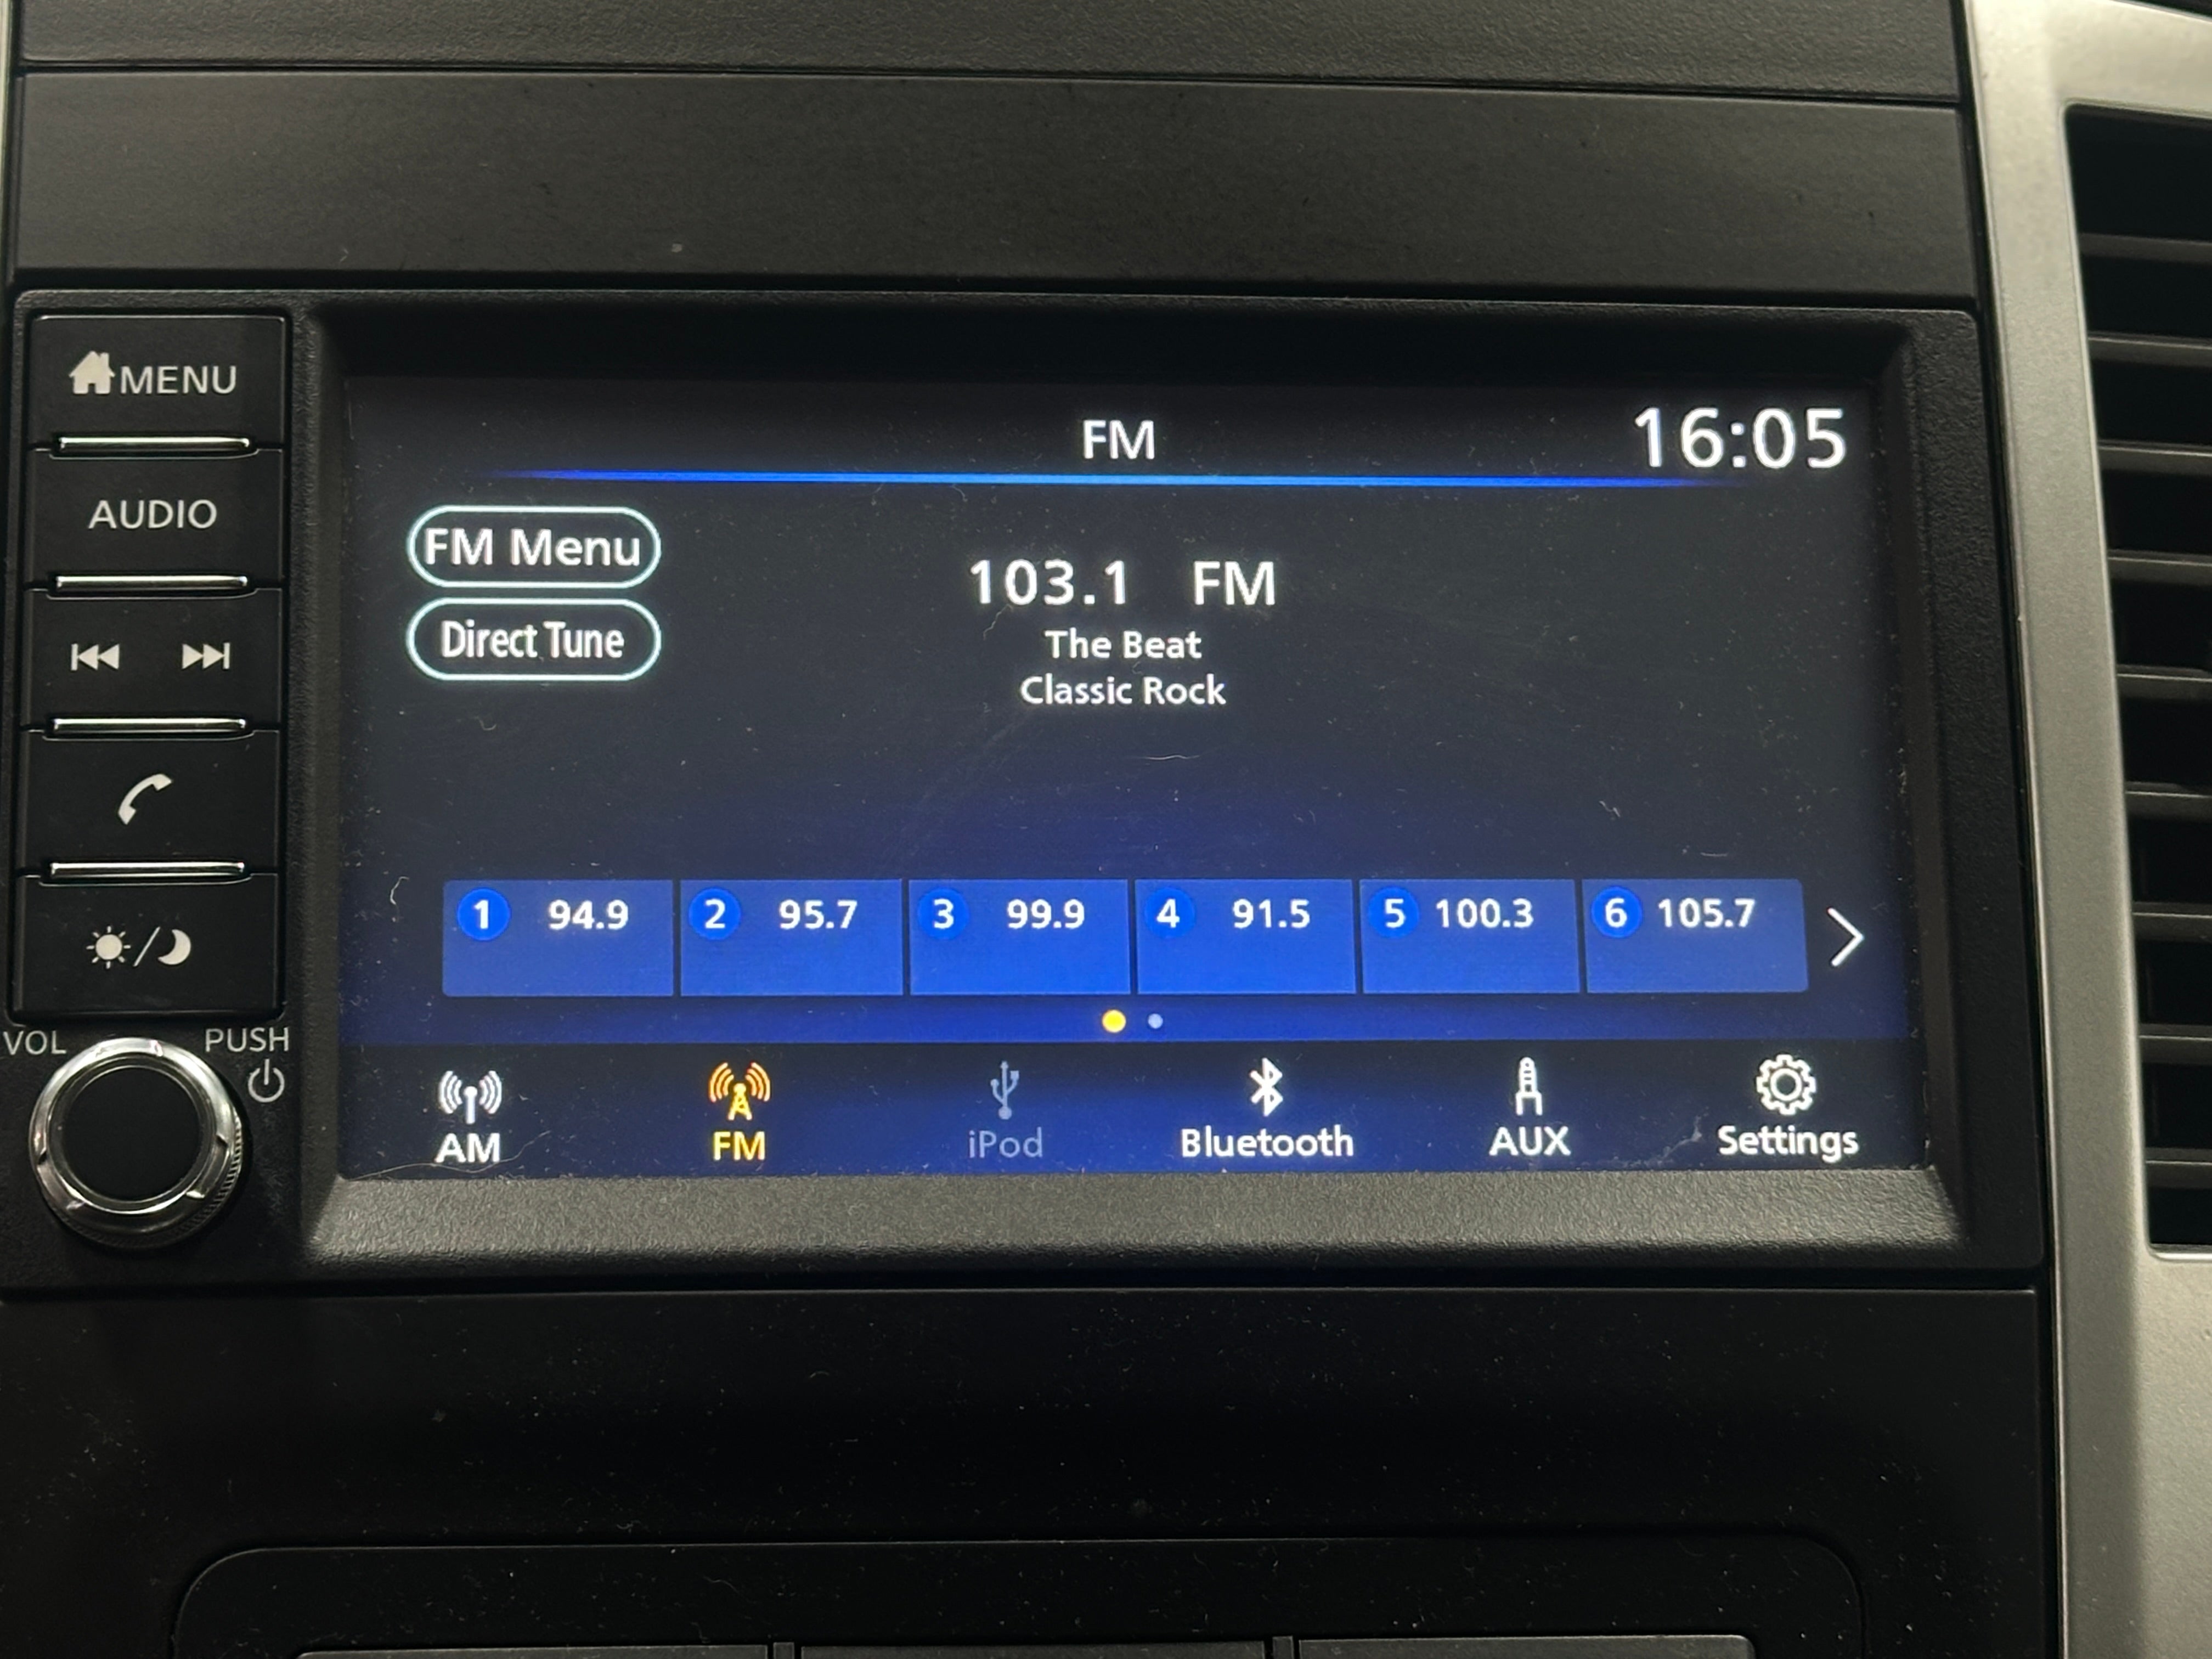 MENU
AUDIO
VOL
PUSH
FM
16:05
FM Menu
Direct Tune
103.1 FM
The Beat
Classic Rock
1 94.9
2 95.7
3 99.9
4 91.5
5 100.3
6 105.7
AM
FM
iPod
Bluetooth
AUX
Settings